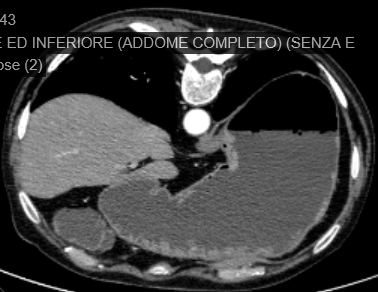 43
E ED INFERIORE (ADDOME COMPLETO) (SENZA E
ose (2)